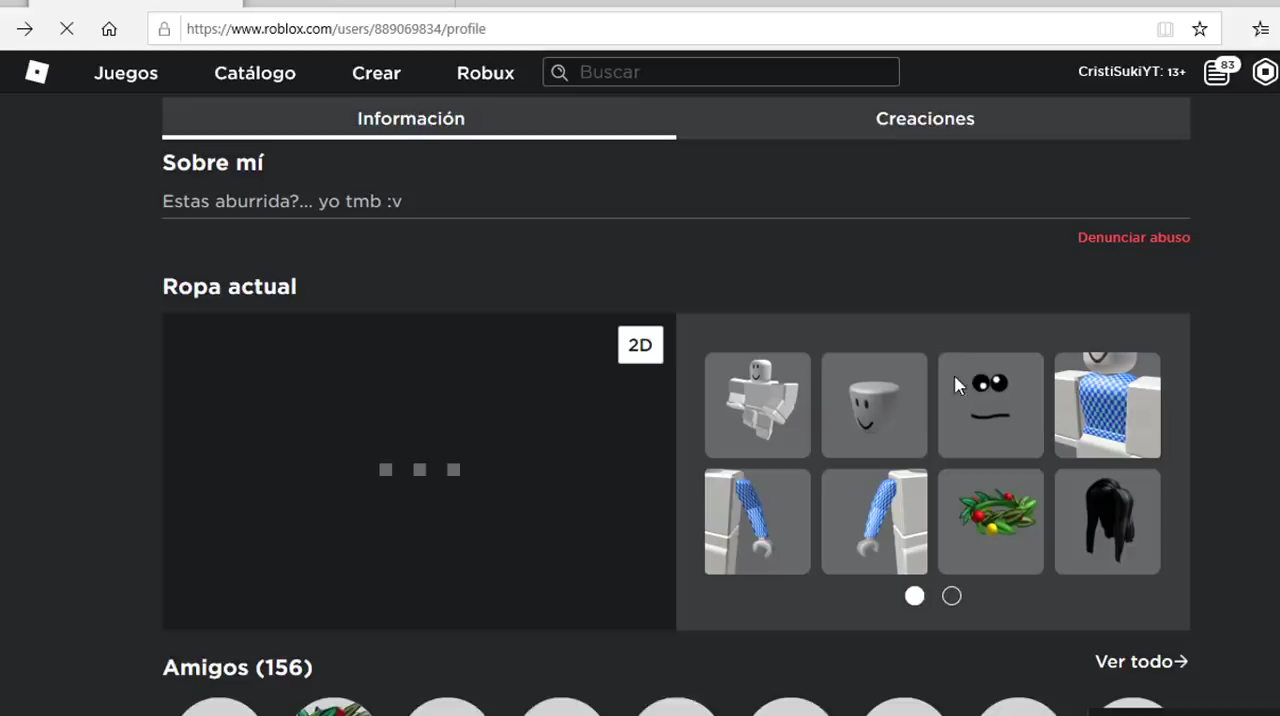 https://www.roblox.com/users/889069834/profile
Juegos Catálogo Crear Robux Buscar CristiSukiYT: 13+ 83
Información Creaciones
Sobre mí
Estas aburrida?... yo tmb :v
Denunciar abuso
Ropa actual
2D
Amigos (156) Ver todo→